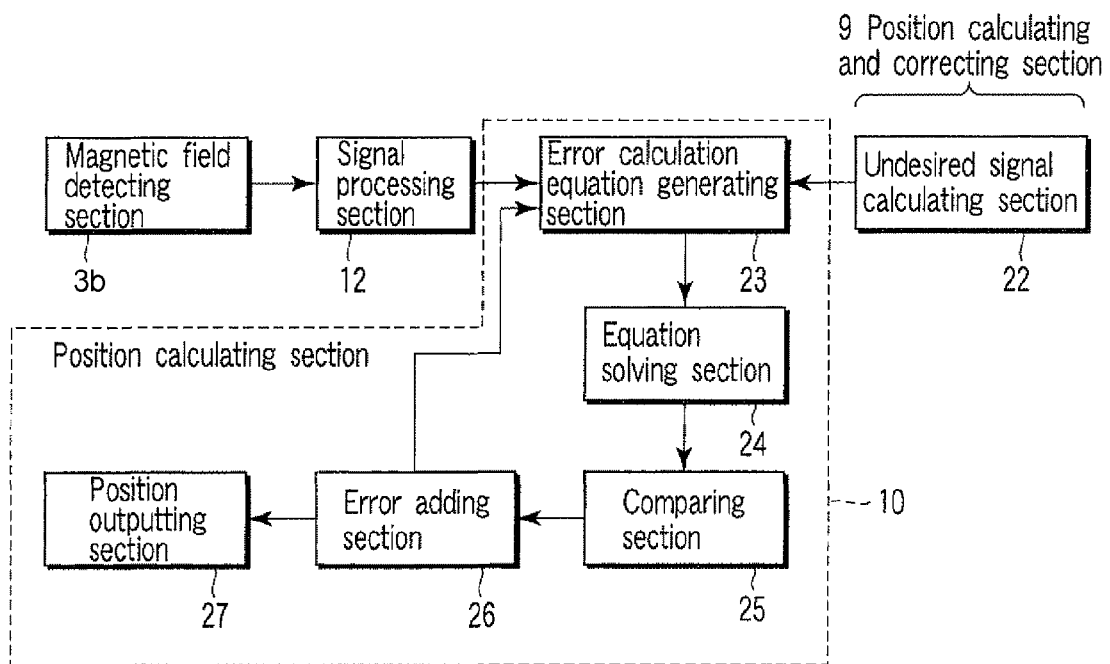 9 Position calculating
and correcting section
Magnetic field
detecting
section
3b
Signal
processing
section
12
Error calculation
equation generating
section
23
Undesired signal
calculating section
22
Position calculating section
Equation
solving section
24
Position
outputting
section
27
Error adding
section
26
Comparing
section
25
10